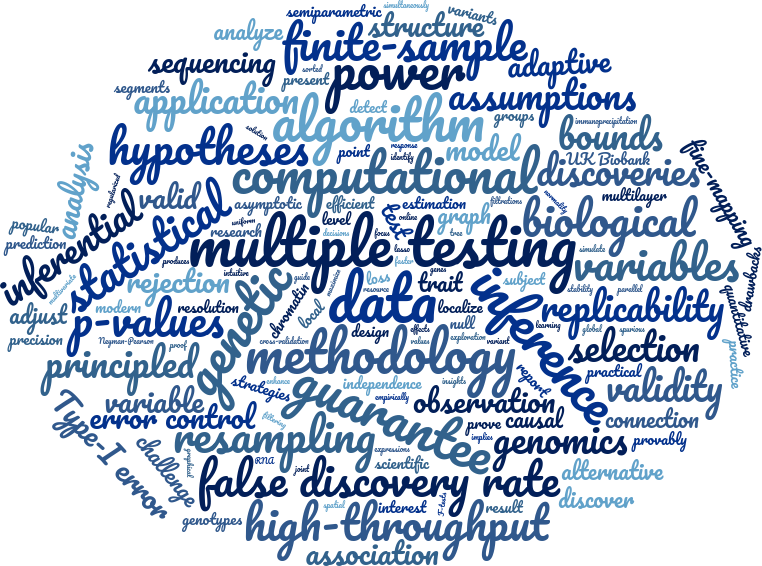 simultaneously
semiparametric
variants
structure
analyze
finite-sample
sequencing
sorted
power
adaptive
present
segments
application
detect
assumptions
algorithm
groups
immunoprecipitation
solution
hypotheses
point
response
identify
model
bounds
UK Biobank
discoveries
fine-mapping
analysis
computational
regularized
valid
asymptotic
efficient
estimation
filtrations
normality
multilayer
popular
prediction
inferential
statistical
uniform
research
level
decisions
test
online
focus
lasso
graph
tree
biological
simulate
drawbacks
multiple testing
multivariate
produces
intuitive
rejection
guide
maximize
faster
genes
loss
resource
trait
subject
stability
parallel
variables
quantitative
adjust
modern
resolution
chromatin
local
data
localize
inference
replicability
precision
p-values
Neyman-Pearson
proof
genetic
cross-validation
design
effects
values
null
exploration
variant
learning
global
spurious
practice
principled
methodology
selection
strategies
enhance
independence
insights
empirically
report
practical
validity
variable
error control
filtering
guarantee
observation
prove
causal
connection
Type-I error
challenge
resampling
implies
genomics
provably
graphical
RNA
joint
expressions
scientific
false discovery rate
alternative
spatial
interest
F-tests
result
discover
genotypes
high-throughput
association